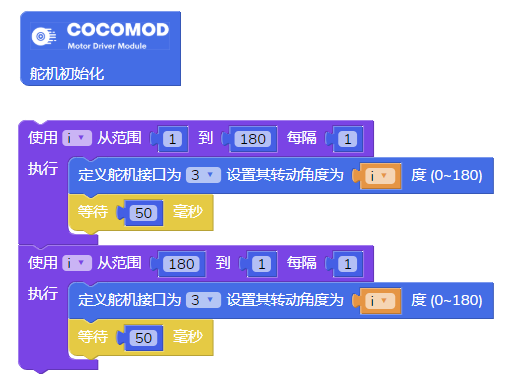 COCOMOD
Motor Driver Module
舵机初始化
使用 i 从范围 1 到 180 每隔 1
执行 定义舵机接口为 3 设置其转动角度为 i 度 (0~180)
等待 50 毫秒
使用 i 从范围 180 到 1 每隔 1
执行 定义舵机接口为 3 设置其转动角度为 i 度 (0~180)
等待 50 毫秒